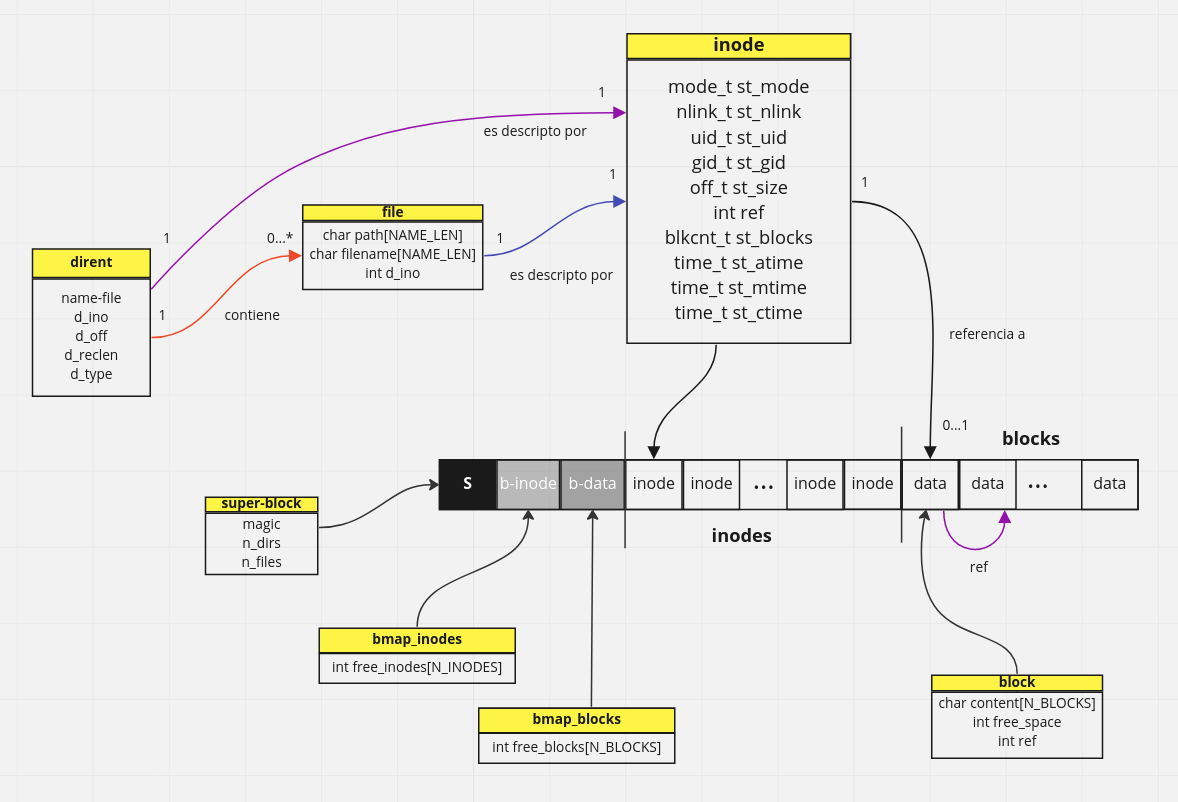 inode
mode_t st_mode
nlink_t st_nlink
uid_t st_uid
gid_t st_gid
off_t st_size
int ref
blkcnt_t st_blocks
time_t st_atime
time_t st_mtime
time_t st_ctime
1
es descripto por
1
1
file
char path[NAME_LEN]
char filename[NAME_LEN]
int d_ino
1
0...*
1
es descripto por
dirent
name-file
d_ino
d_off
d_reclen
d_type
1
contiene
referencia a
0...1
blocks
S
b-inode
b-data
inode
inode
...
inode
inode
data
data
...
data
inodes
ref
super-block
magic
n_dirs
n_files
bmap_inodes
int free_inodes[N_INODES]
bmap_blocks
int free_blocks[N_BLOCKS]
block
char content[N_BLOCKS]
int free_space
int ref